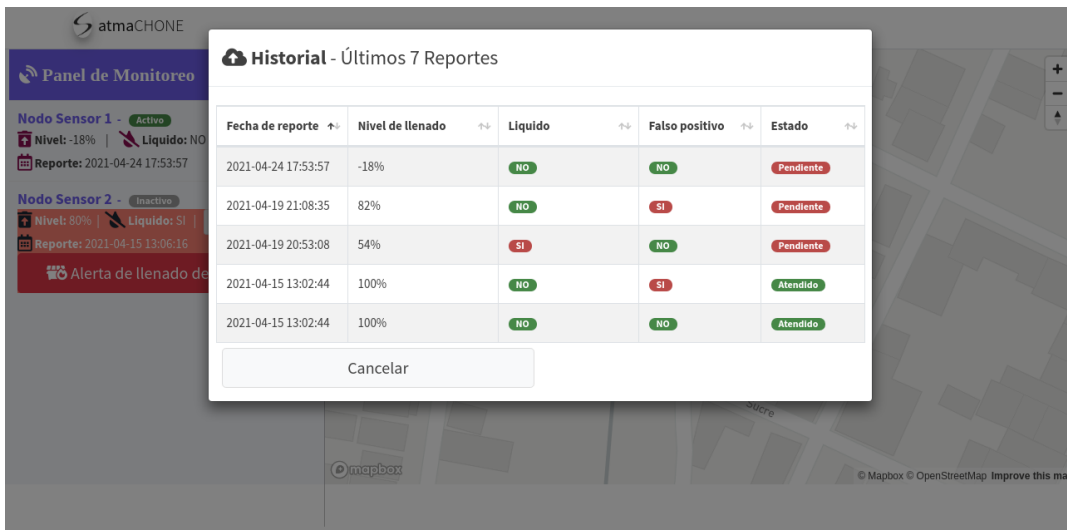 atmaCHONE
Historial - Últimos 7 Reportes
Panel de Monitoreo
Nodo Sensor 1 - Activo
Nivel: -18% | Liquido: NO
Reporte: 2021-04-24 17:53:57
Nodo Sensor 2 - Inactivo
Nivel: 80% | Liquido: SI |
Reporte: 2021-04-15 13:06:16
Alerta de llenado de
Fecha de reporte Nivel de llenado Liquido Falso positivo Estado
2021-04-24 17:53:57 -18% NO NO Pendiente
2021-04-19 21:08:35 82% NO SI Pendiente
2021-04-19 20:53:08 54% SI NO Pendiente
2021-04-15 13:02:44 100% NO SI Atendido
2021-04-15 13:02:44 100% NO NO Atendido
Cancelar
Sucre
mapbox
© Mapbox © OpenStreetMap Improve this ma